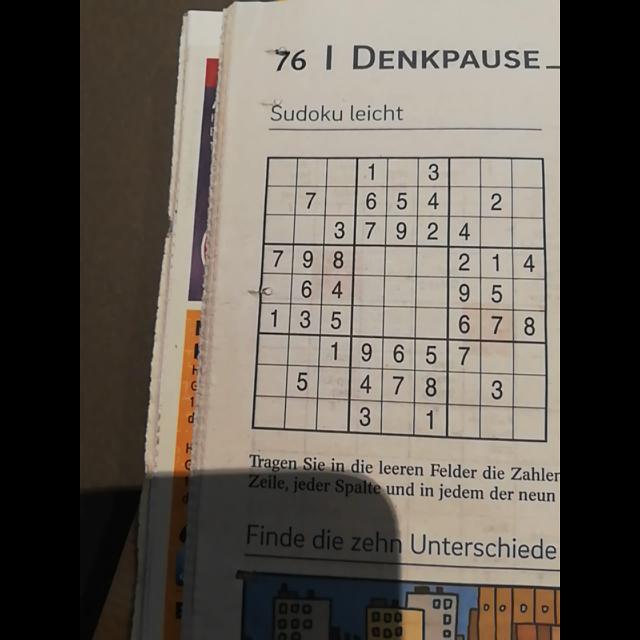 76 | DENKPAUSE
Sudoku leicht
1 3
7 6 5 4 2
3 7 9 2 4
7 9 8 2 1 4
6 4 9 5
1 3 5 6 7 8
1 9 6 5 7
5 4 7 8 3
3 1
Tragen Sie in die leeren Felder die Zahlen
Zeile, jeder Spalte und in jedem der neun
Finde die zehn Unterschiede